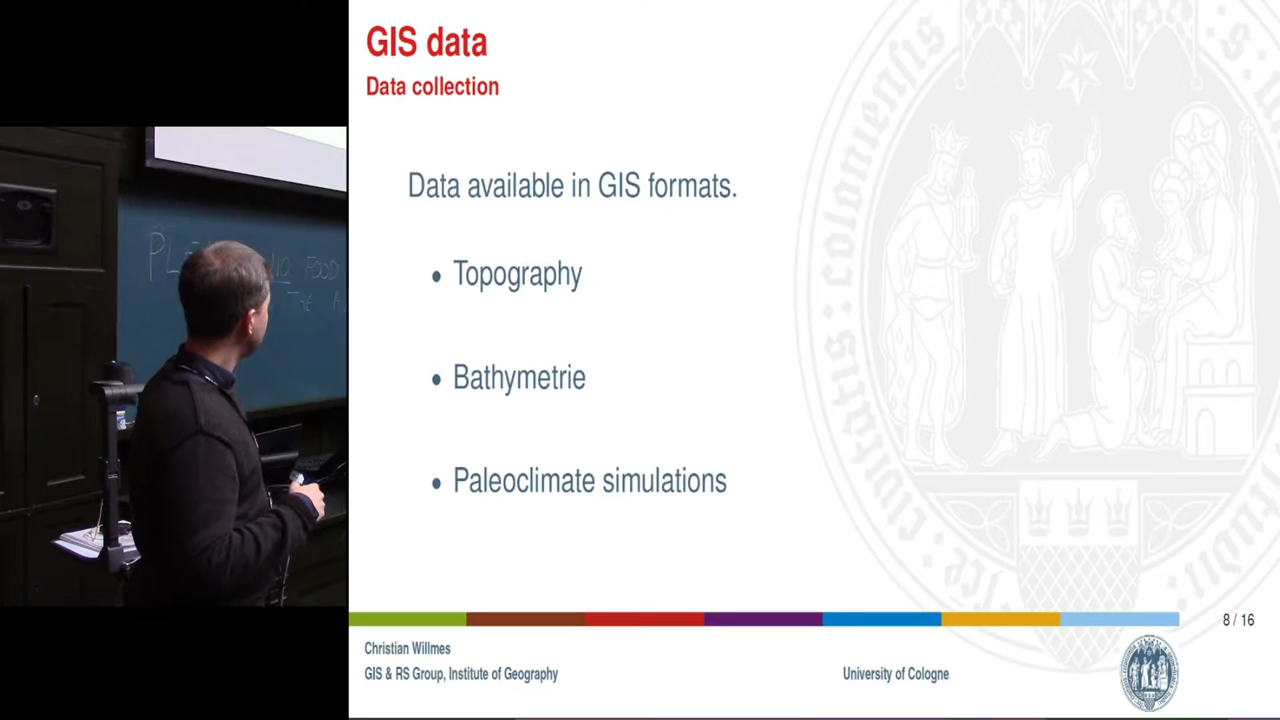 GIS data
Data collection
Data available in GIS formats.
• Topography
• Bathymetrie
• Paleoclimate simulations
8 / 16
Christian Willmes
GIS & RS Group, Institute of Geography
University of Cologne
FOOD